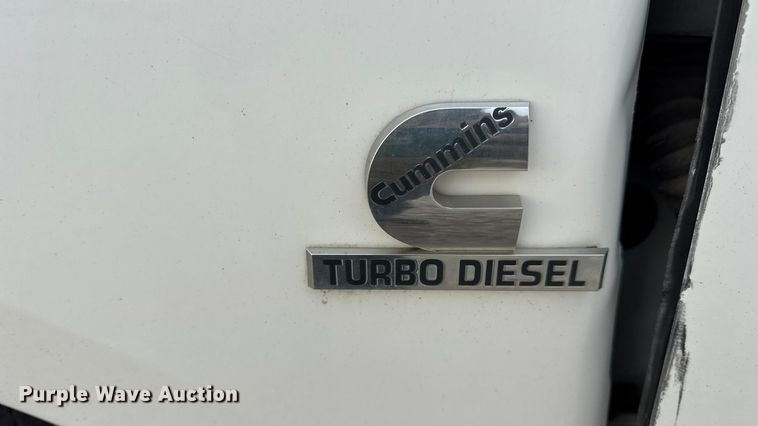 Cummins
TURBO DIESEL
Purple Wave Auction